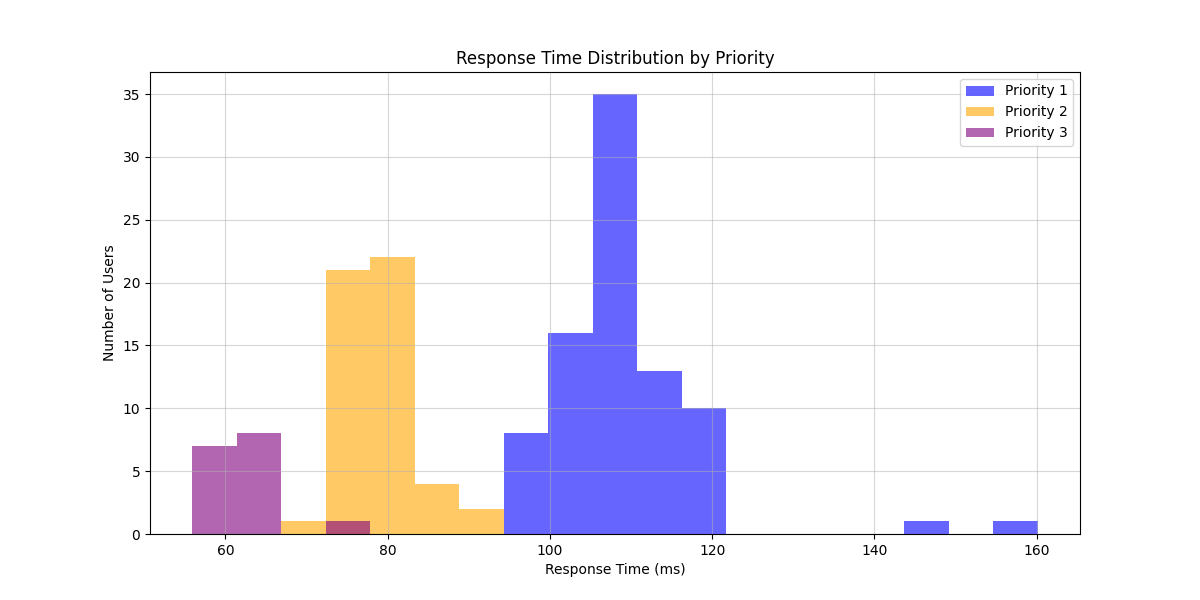 Response Time Distribution by Priority
Priority 1
Priority 2
Priority 3
35
30
25
20
15
10
5
0
Number of Users
60 80 100 120 140 160
Response Time (ms)